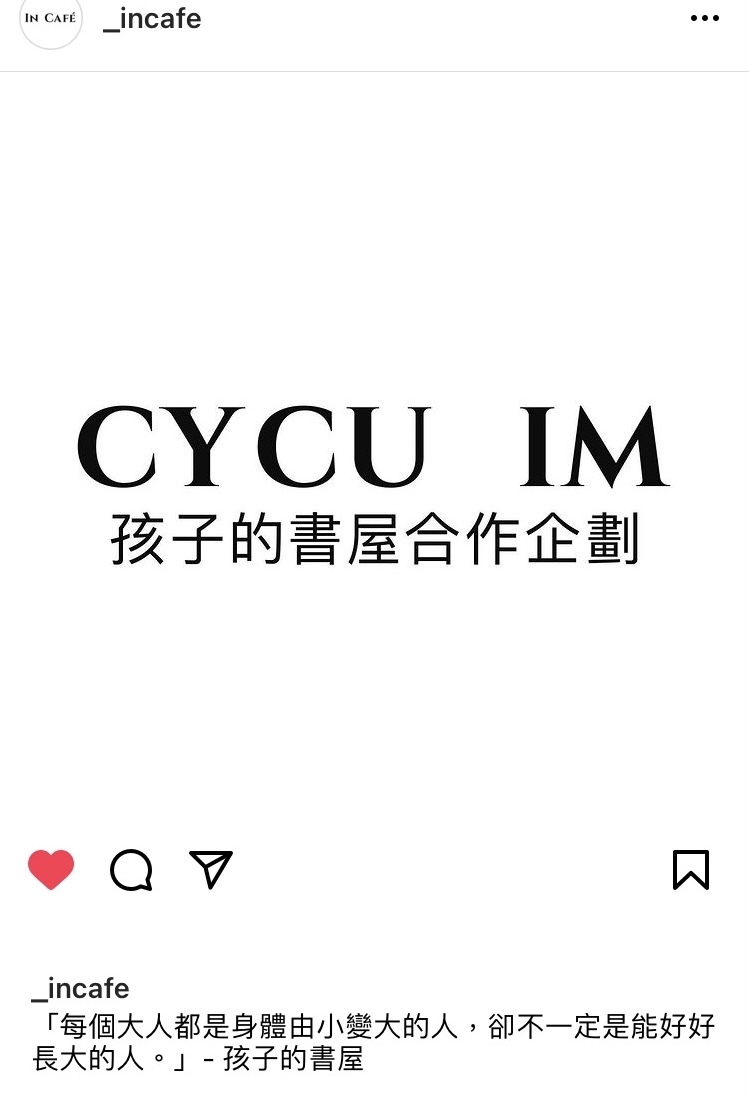 IN CAFÉ
_incafe
CYCU IM
孩子的書屋合作企劃
_incafe
「每個大人都是身體由小變大的人，卻不一定是能好好
長大的人。」- 孩子的書屋